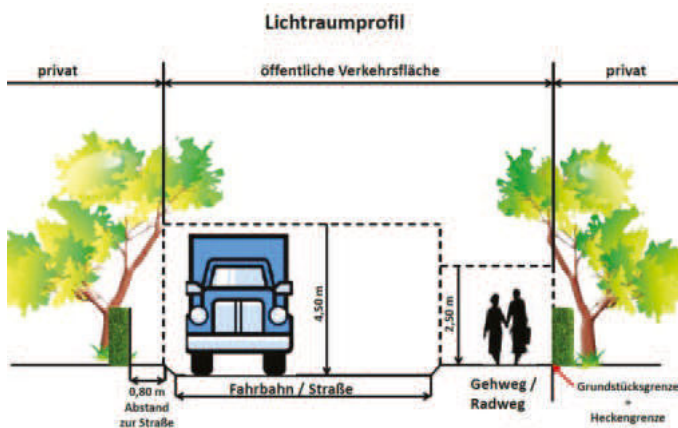 Lichtraumprofil
privat
öffentliche Verkehrsfläche
privat
4,50 m
2,50 m
0,80 m
Abstand
zur Straße
Fahrbahn / Straße
Gehweg /
Radweg
Grundstücksgrenze
=
Heckengrenze